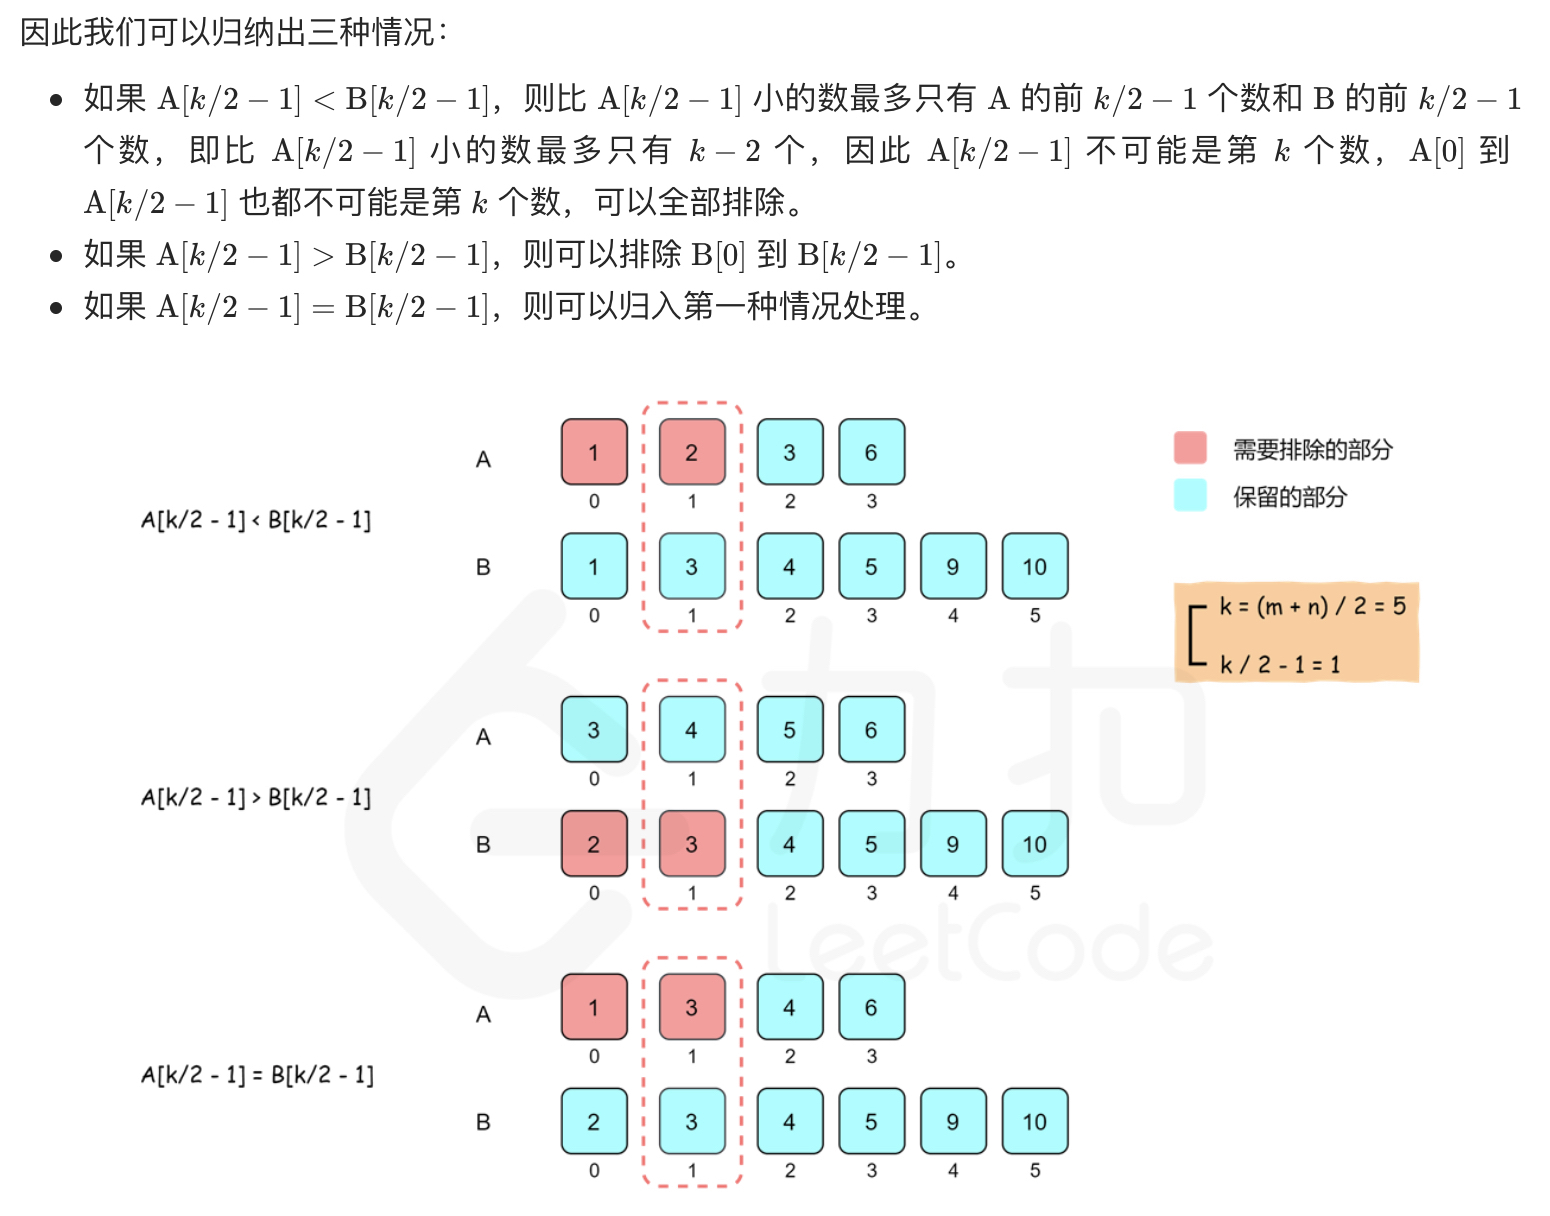 因此我们可以归纳出三种情况：
• 如果 A[k/2 − 1] < B[k/2 − 1]，则比 A[k/2 − 1] 小的数最多只有 A 的前 k/2 − 1 个数和 B 的前 k/2 − 1
个数，即比 A[k/2 − 1] 小的数最多只有 k − 2 个，因此 A[k/2 − 1] 不可能是第 k 个数，A[0] 到
A[k/2 − 1] 也都不可能是第 k 个数，可以全部排除。
• 如果 A[k/2 − 1] > B[k/2 − 1]，则可以排除 B[0] 到 B[k/2 − 1]。
• 如果 A[k/2 − 1] = B[k/2 − 1]，则可以归入第一种情况处理。
A[k/2 - 1] < B[k/2 - 1]
A 1 2 3 6
0 1 2 3
B 1 3 4 5 9 10
0 1 2 3 4 5
需要排除的部分
保留的部分
k = (m + n) / 2 = 5
k / 2 - 1 = 1
A[k/2 - 1] > B[k/2 - 1]
A 3 4 5 6
0 1 2 3
B 2 3 4 5 9 10
0 1 2 3 4 5
A[k/2 - 1] = B[k/2 - 1]
A 1 3 4 6
0 1 2 3
B 2 3 4 5 9 10
0 1 2 3 4 5
力扣
LeetCode